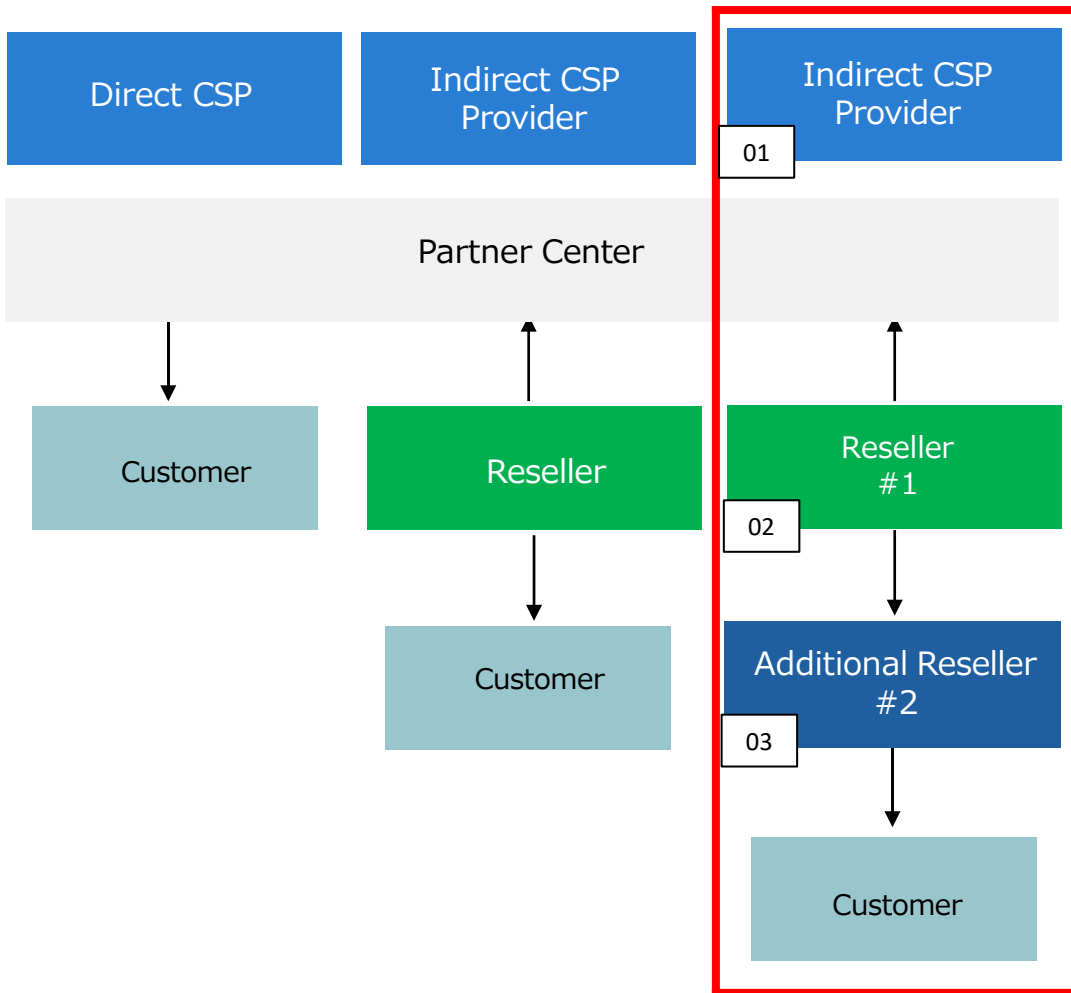 Direct CSP
Indirect CSP
Provider
Indirect CSP
Provider
01
Partner Center
Customer
Reseller
Reseller
#1
02
Customer
Additional Reseller
#2
03
Customer